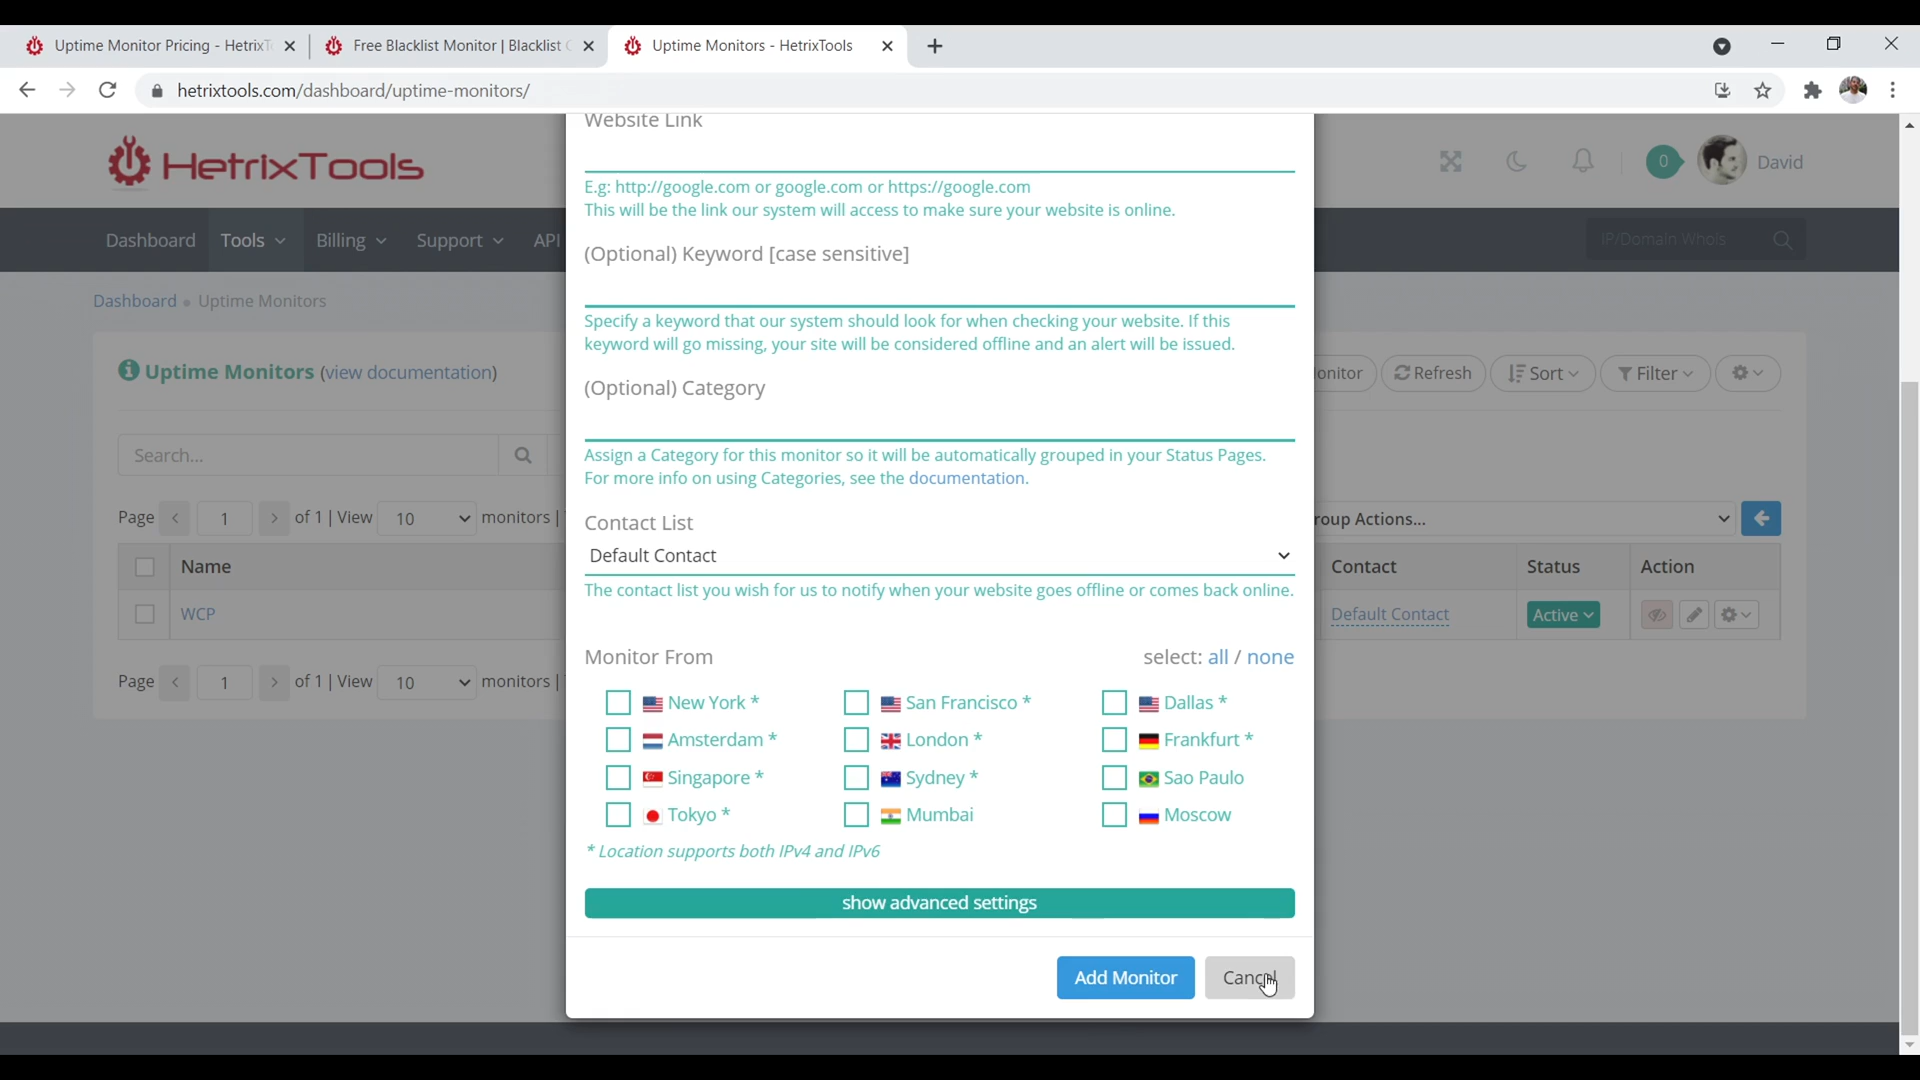 Uptime Monitor Pricing - HetrixT
Free Blacklist Monitor | Blacklist
Uptime Monitors - HetrixTools
hetrixtools.com/dashboard/uptime-monitors/
HetrixTools
0
David
Dashboard
Tools
Billing
Support
API
IP/Domain Whois
Dashboard
Uptime Monitors
Uptime Monitors (view documentation)
onitor
Refresh
Sort
Filter
Search...
Page
1
of 1 | View
10
monitors |
roup Actions...
Name
Contact
Status
Action
WCP
Default Contact
Active
Page
1
of 1 | View
10
monitors |
Website Link
E.g: http://google.com or google.com or https://google.com
This will be the link our system will access to make sure your website is online.
(Optional) Keyword [case sensitive]
Specify a keyword that our system should look for when checking your website. If this
keyword will go missing, your site will be considered offline and an alert will be issued.
(Optional) Category
Assign a Category for this monitor so it will be automatically grouped in your Status Pages.
For more info on using Categories, see the documentation.
Contact List
Default Contact
The contact list you wish for us to notify when your website goes offline or comes back online.
Monitor From
select: all / none
New York *
San Francisco *
Dallas *
Amsterdam *
London *
Frankfurt *
Singapore *
Sydney *
Sao Paulo
Tokyo *
Mumbai
Moscow
* Location supports both IPv4 and IPv6
show advanced settings
Add Monitor
Cancel